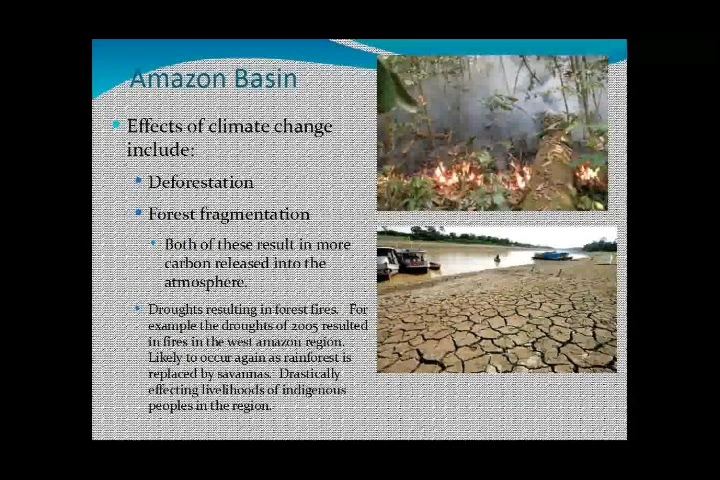 Amazon Basin
• Effects of climate change
include:
• Deforestation
• Forest fragmentation
• Both of these result in more
carbon released into the
atmosphere.
• Droughts resulting in forest fires. For
example the droughts of 2005 resulted
in fires in the west amazon region.
Likely to occur again as rainforest is
replaced by savannas. Drastically
effecting livelihoods of indigenous
peoples in the region.